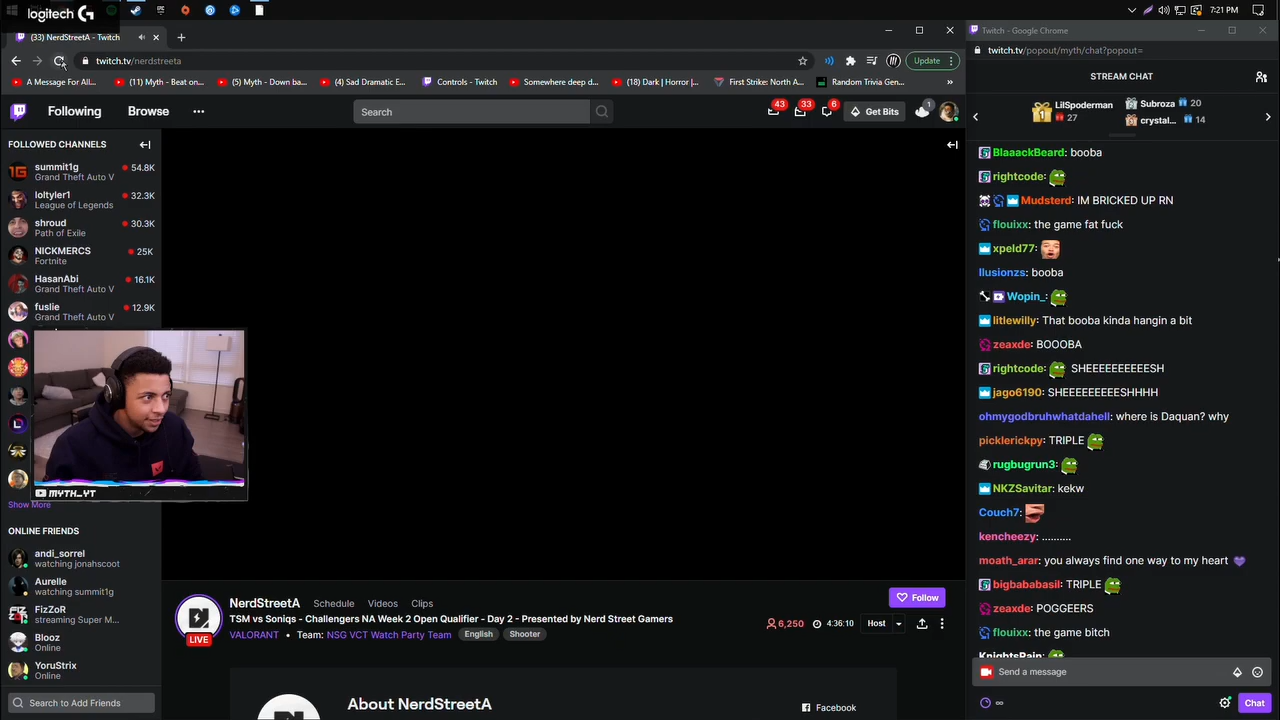 logitech G
7:21 PM
(33) NerdStreetA - Twitch
twitch.tv/nerdstreeta
Update
A Message For All...
(11) Myth - Beat on...
(5) Myth - Down ba...
(4) Sad Dramatic E...
Controls - Twitch
Somewhere deep d...
(18) Dark | Horror |...
First Strike: North A...
Random Trivia Gen...
Following
Browse
Search
43
33
6
Get Bits
1
FOLLOWED CHANNELS
summit1g
54.8K
Grand Theft Auto V
loltyler1
32.3K
League of Legends
shroud
30.3K
Path of Exile
NICKMERCS
25K
Fortnite
HasanAbi
16.1K
Grand Theft Auto V
fuslie
12.9K
Grand Theft Auto V
MYTH_YT
Show More
ONLINE FRIENDS
andi_sorrel
watching jonahscoot
Aurelle
watching summit1g
FizZoR
streaming Super M...
Blooz
Online
YoruStrix
Online
Search to Add Friends
LIVE
NerdStreetA
Schedule
Videos
Clips
Follow
TSM vs Soniqs - Challengers NA Week 2 Open Qualifier - Day 2 - Presented by Nerd Street Gamers
VALORANT • Team: NSG VCT Watch Party Team
English
Shooter
6,250
4:36:10
Host
About NerdStreetA
Facebook
Twitch - Google Chrome
twitch.tv/popout/myth/chat?popout=
STREAM CHAT
1
LilSpoderman
27
Subroza 20
crystal... 14
BlaaackBeard: booba
rightcode:
Mudsterd: IM BRICKED UP RN
flouixx: the game fat fuck
xpeld77:
Ilusionzs: booba
Wopin_:
litlewilly: That booba kinda hangin a bit
zeaxde: BOOOBA
rightcode: SHEEEEEEEEESH
jago6190: SHEEEEEEEEESHHHH
ohmygodbruhwhatdahell: where is Daquan? why
picklerickpy: TRIPLE
rugbugrun3:
NKZSavitar: kekw
Couch7:
kencheezy: ..........
moath_arar: you always find one way to my heart
bigbababasil: TRIPLE
zeaxde: POGGEERS
flouixx: the game bitch
KnightsRain:
Send a message
Chat